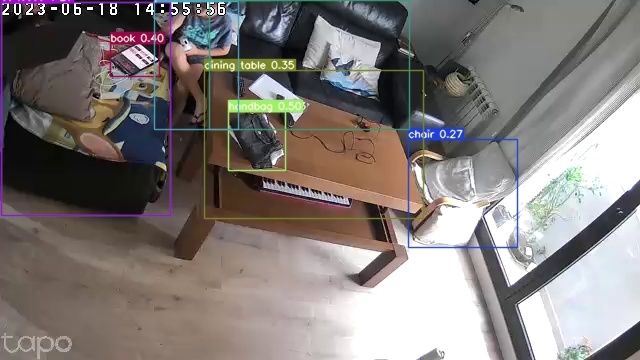 2023-06-18 14:55:56
book 0.40
dining table 0.35
handbag 0.50
chair 0.27
tapo